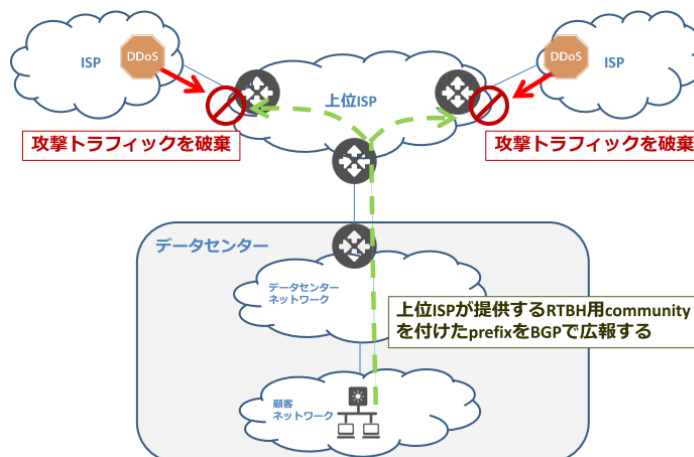 DDoS
ISP
上位ISP
DDoS
ISP
攻撃トラフィックを破棄
攻撃トラフィックを破棄
データセンター
データセンター
ネットワーク
上位ISPが提供するRTBH用community
を付けたprefixをBGPで広報する
顧客
ネットワーク